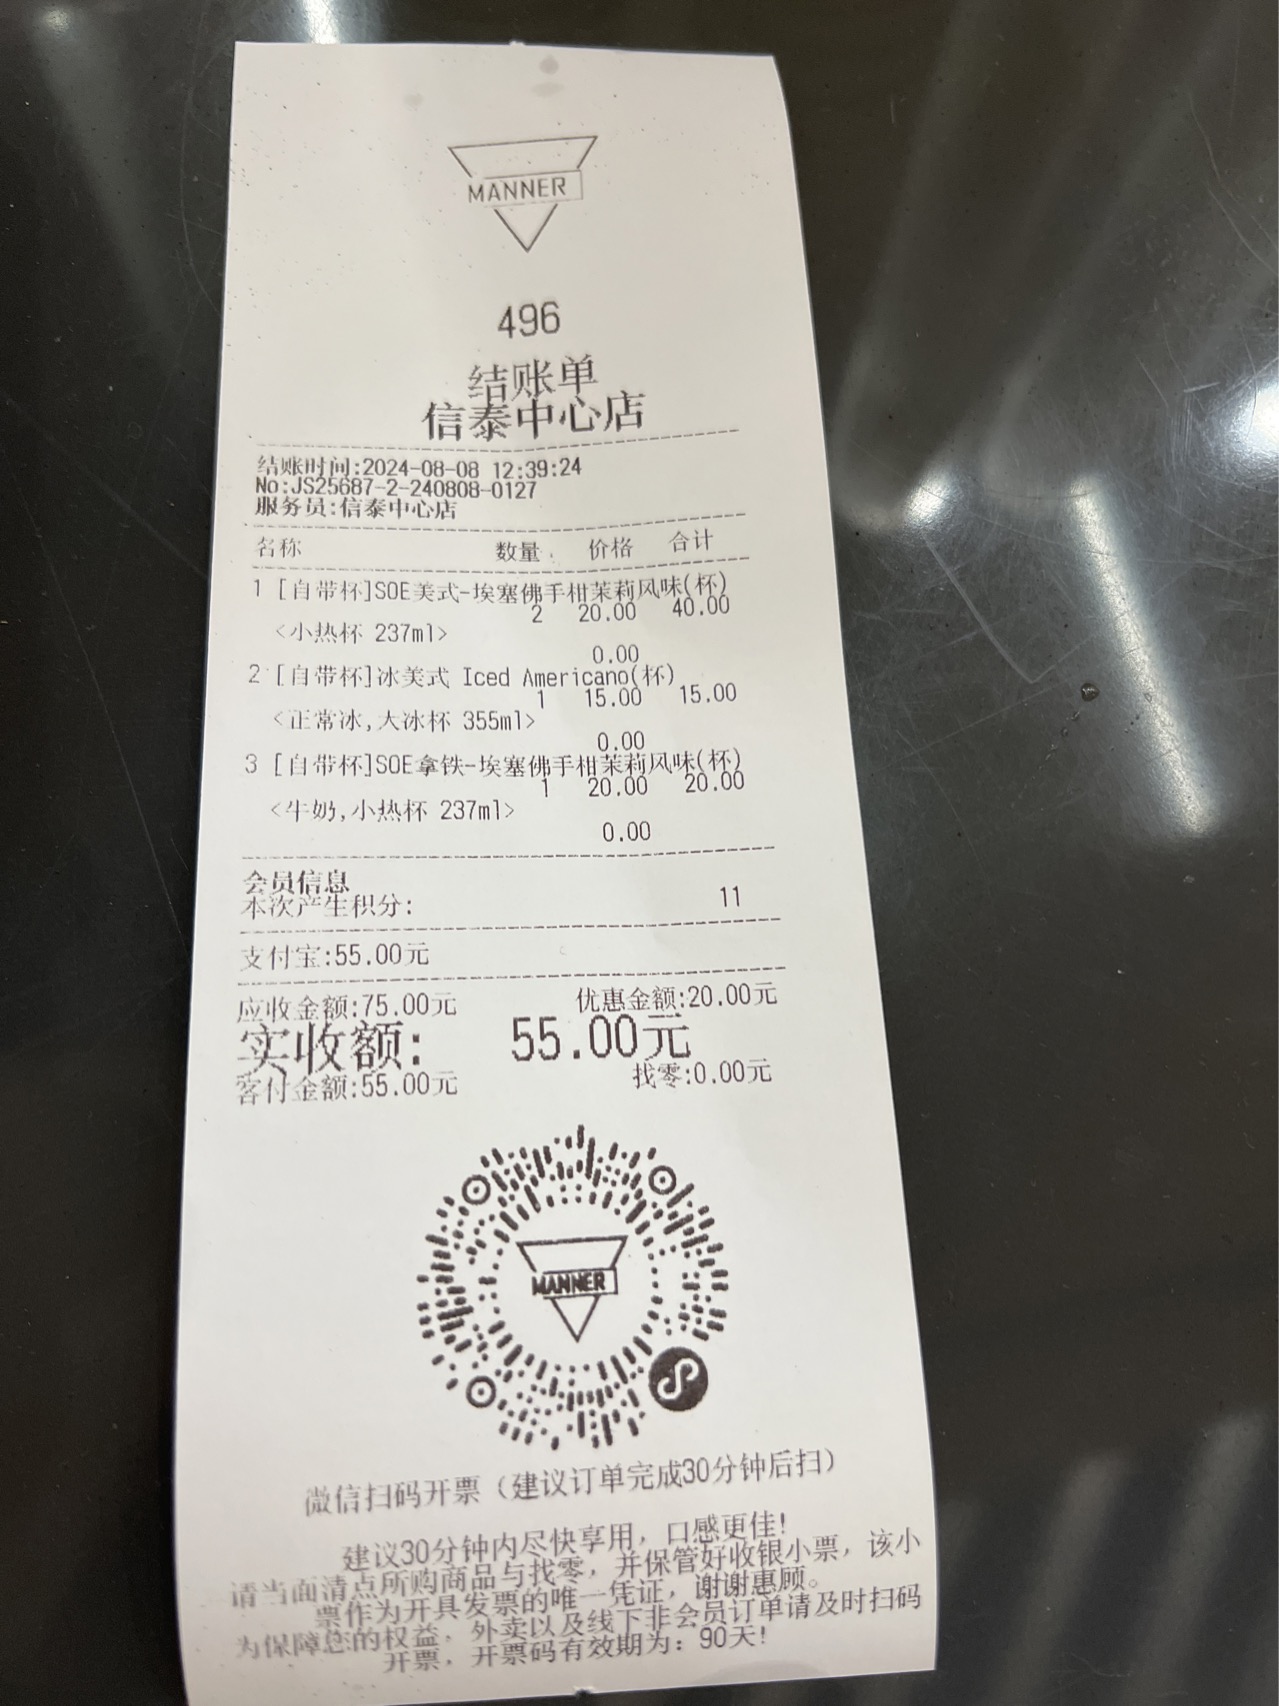 MANNER
496
结账单
信泰中心店
结账时间:2024-08-08 12:39:24
No:JS25687-2-240808-0127
服务员:信泰中心店
名称 数量 价格 合计
1 [自带杯]SOE美式-埃塞佛手柑茉莉风味(杯)
2 20.00 40.00
<小热杯 237ml>
0.00
2 [自带杯]冰美式 Iced Americano(杯)
1 15.00 15.00
<正常冰,大冰杯 355ml>
0.00
3 [自带杯]SOE拿铁-埃塞佛手柑茉莉风味(杯)
1 20.00 20.00
<牛奶,小热杯 237ml>
0.00
会员信息
本次产生积分: 11
支付宝:55.00元
应收金额:75.00元 优惠金额:20.00元
实收额: 55.00元
客付金额:55.00元 找零:0.00元
MANNER
微信扫码开票（建议订单完成30分钟后扫）
建议30分钟内尽快享用，口感更佳!
请当面清点所购商品与找零，并保管好收银小票，该小
票作为开具发票的唯一凭证，谢谢惠顾。
为保障您的权益，外卖以及线下非会员订单请及时扫码
开票，开票码有效期为：90天!